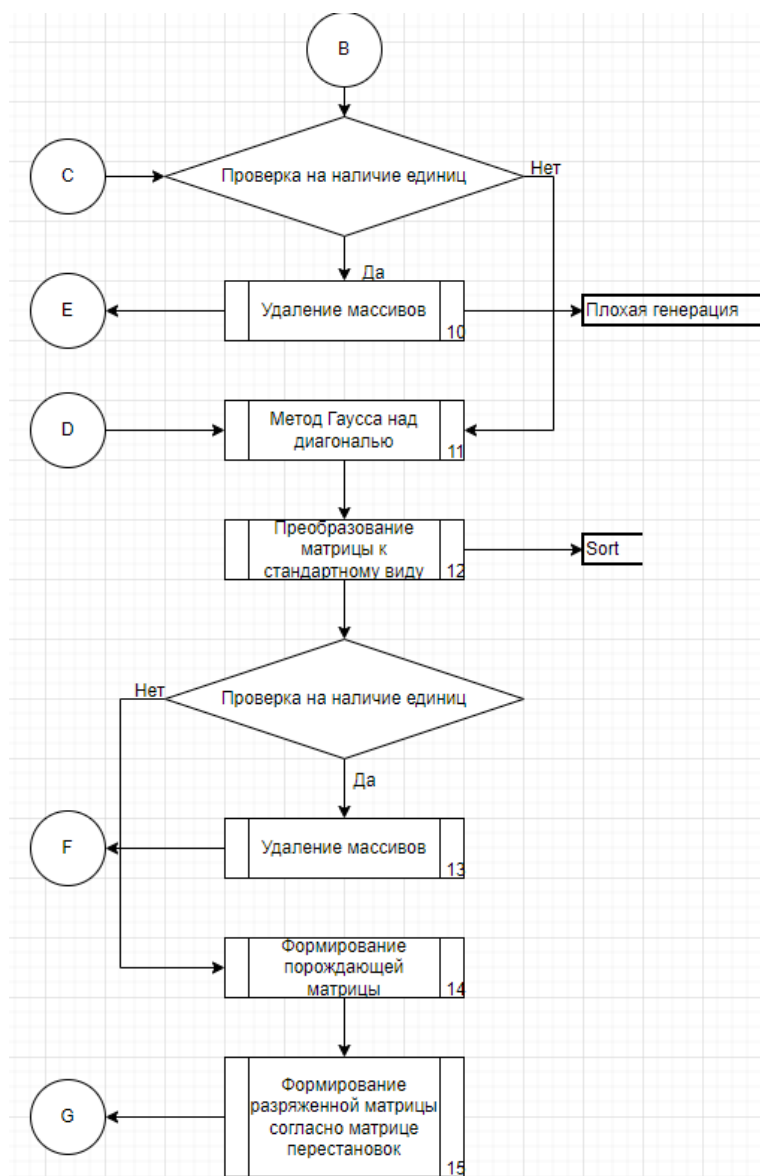 B
C
Проверка на наличие единиц
Нет
Да
E
Удаление массивов
10
Плохая генерация
D
Метод Гаусса над
диагональю
11
Преобразование
матрицы к
стандартному виду
12
Sort
Нет
Проверка на наличие единиц
Да
F
Удаление массивов
13
Формирование
порождающей
матрицы
14
G
Формирование
разряженной матрицы
согласно матрице
перестановок
15